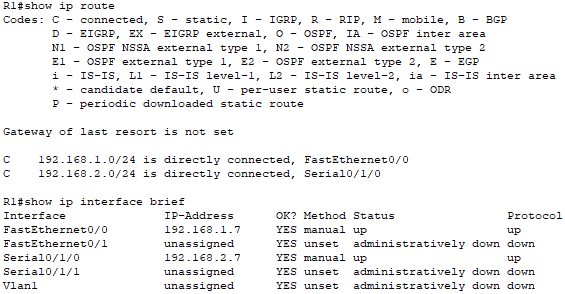 R1#show ip route
Codes: C - connected, S - static, I - IGRP, R - RIP, M - mobile, B - BGP
D - EIGRP, EX - EIGRP external, O - OSPF, IA - OSPF inter area
N1 - OSPF NSSA external type 1, N2 - OSPF NSSA external type 2
E1 - OSPF external type 1, E2 - OSPF external type 2, E - EGP
i - IS-IS, L1 - IS-IS level-1, L2 - IS-IS level-2, ia - IS-IS inter area
* - candidate default, U - per-user static route, o - ODR
P - periodic downloaded static route
Gateway of last resort is not set
C 192.168.1.0/24 is directly connected, FastEthernet0/0
C 192.168.2.0/24 is directly connected, Serial0/1/0
R1#show ip interface brief
Interface IP-Address OK? Method Status Protocol
FastEthernet0/0 192.168.1.7 YES manual up up
FastEthernet0/1 unassigned YES unset administratively down down
Serial0/1/0 192.168.2.7 YES manual up up
Serial0/1/1 unassigned YES unset administratively down down
Vlan1 unassigned YES unset administratively down down